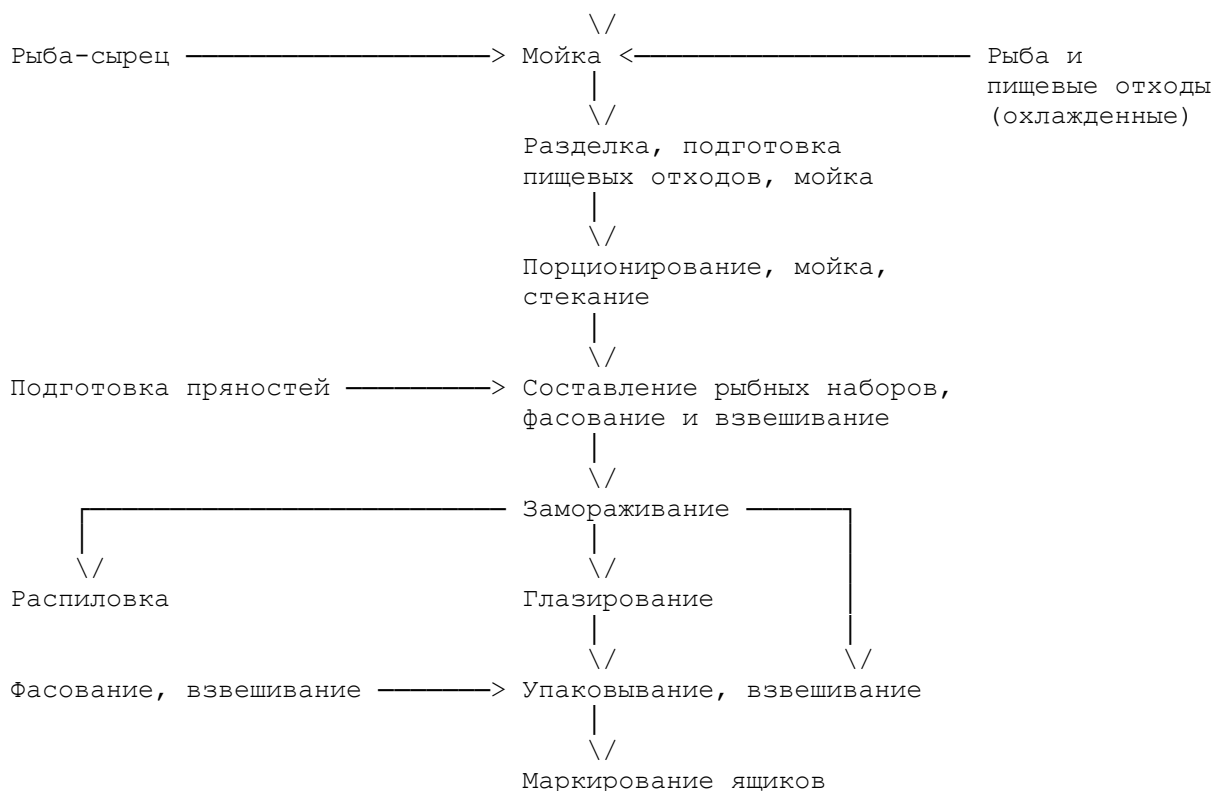 Рыба-сырец Мойка Рыба и
пищевые отходы
(охлажденные)
Разделка, подготовка
пищевых отходов, мойка
Порционирование, мойка,
стекание
Подготовка пряностей Составление рыбных наборов,
фасование и взвешивание
Замораживание
Распиловка Глазирование
Фасование, взвешивание Упаковывание, взвешивание
Маркирование ящиков